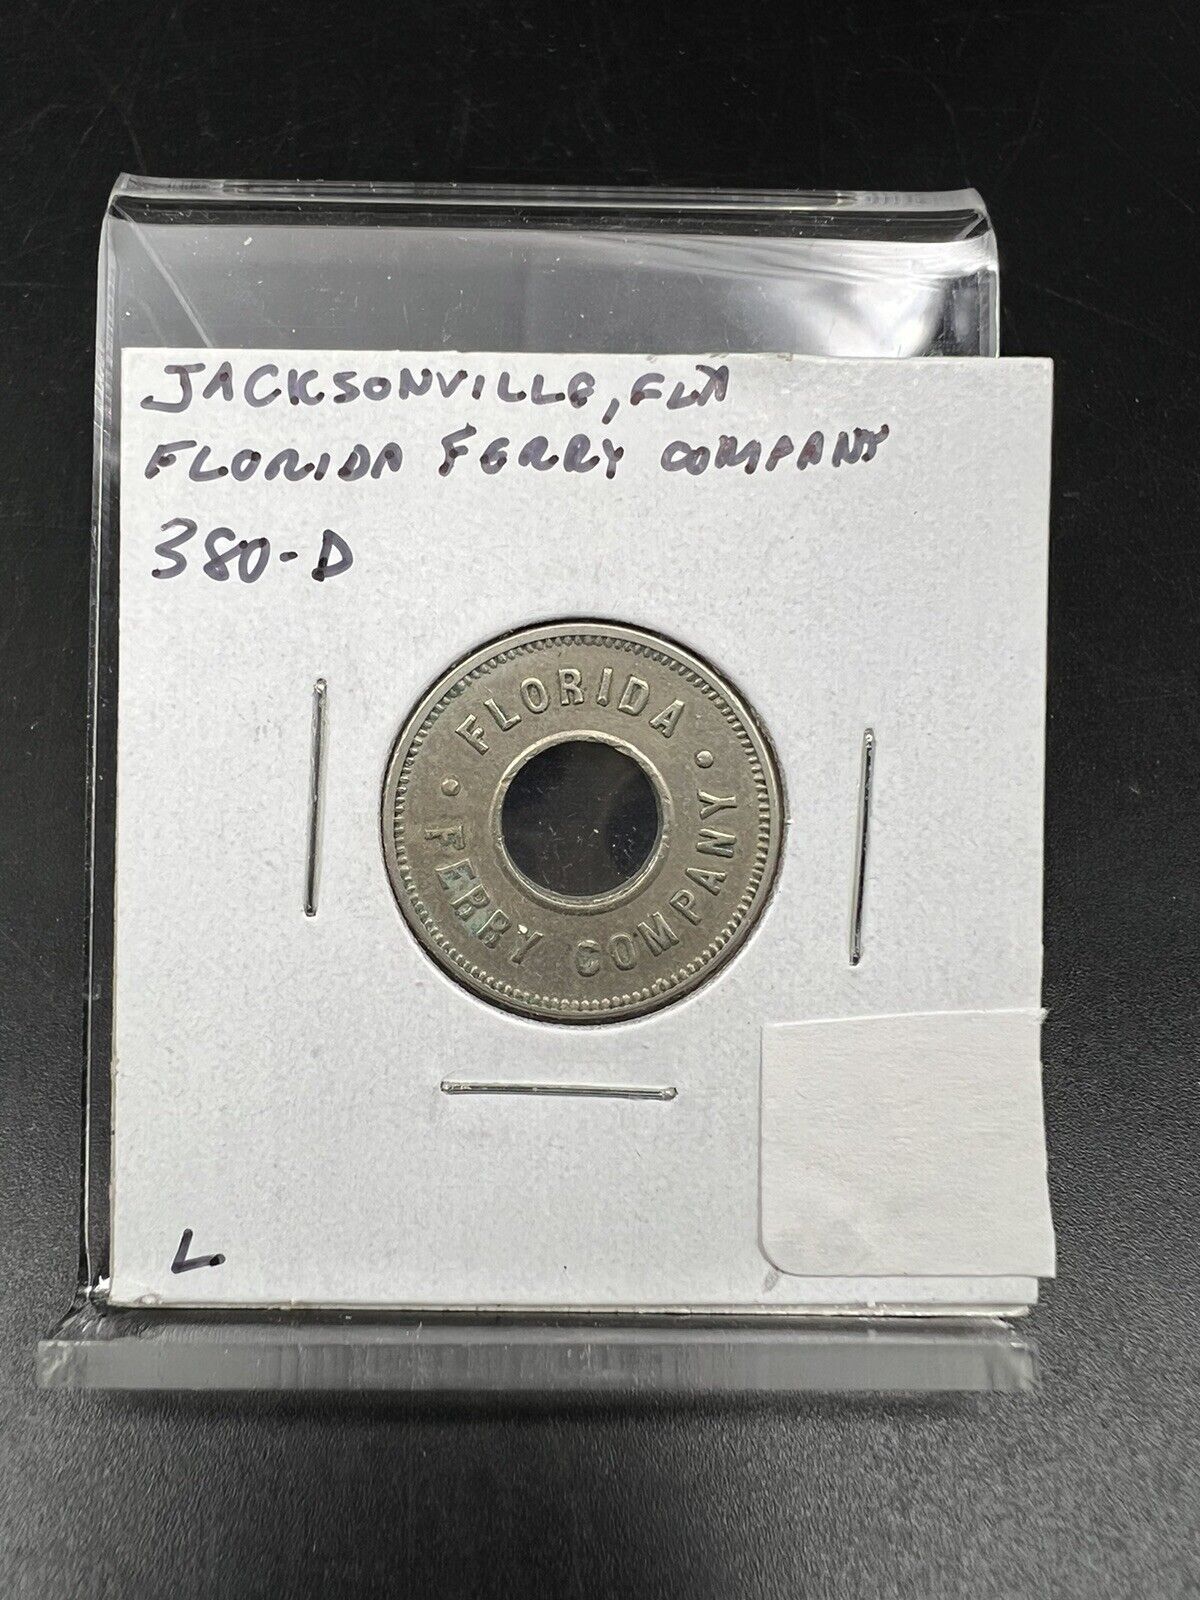 JACKSONVILLE, FLA
FLORIDA FERRY COMPANY
380-D
· FLORIDA ·
FERRY COMPANY
L.